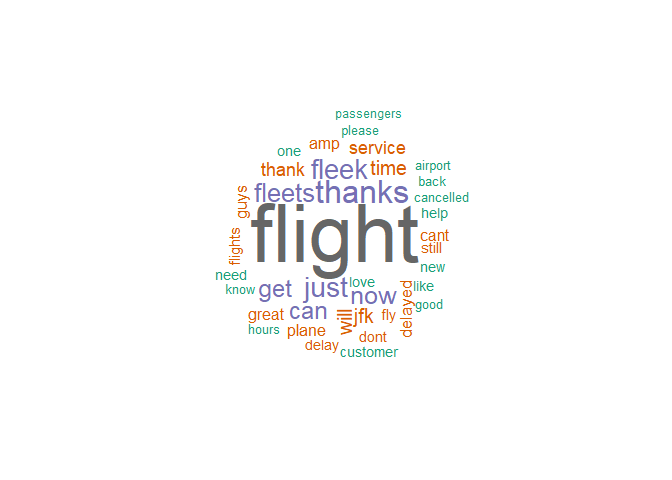 passengers
please
one amp service
thank fleek time airport
back
guys fleets thanks cancelled
help
flight
flights cant
still
need new
know get just love now like
great can will jfk fly delayed good
hours plane dont
delay customer